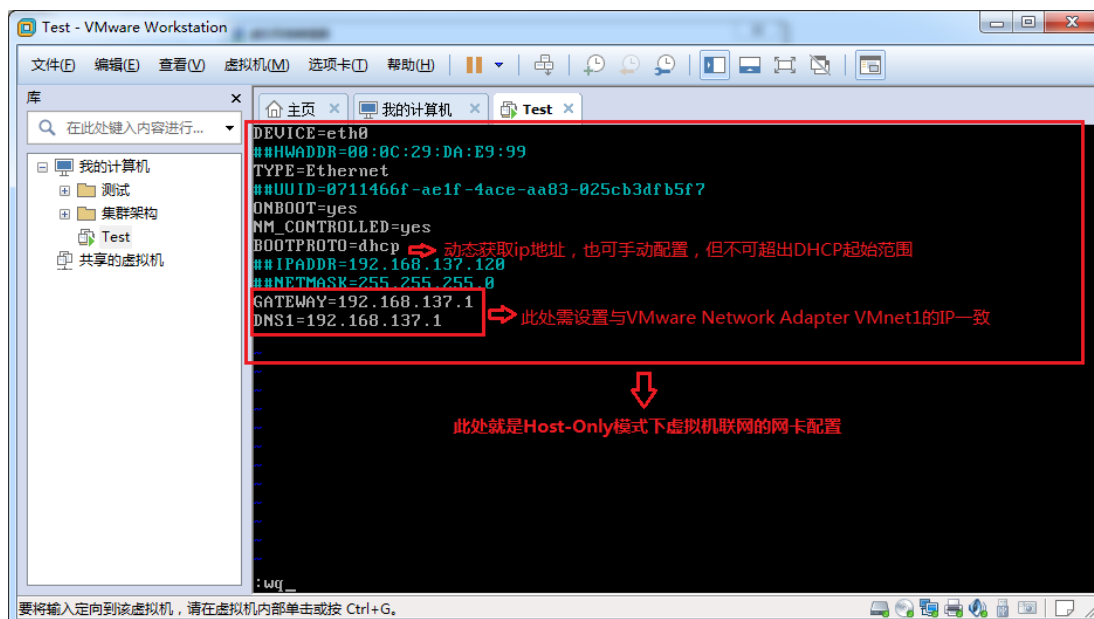 Test - VMware Workstation
文件(F) 编辑(E) 查看(V) 虚拟机(M) 选项卡(T) 帮助(H)
库
在此处键入内容进行...
我的计算机
测试
集群架构
Test
共享的虚拟机
主页 我的计算机 Test
DEVICE=eth0
##HWADDR=00:0C:29:DA:E9:99
TYPE=Ethernet
##UUID=0711466f-ae1f-4ace-aa83-025cb3dfb5f7
ONBOOT=yes
NM_CONTROLLED=yes
BOOTPROTO=dhcp 动态获取ip地址，也可手动配置，但不可超出DHCP起始范围
##IPADDR=192.168.137.120
##NETMASK=255.255.255.0
GATEWAY=192.168.137.1
DNS1=192.168.137.1 此处需设置与VMware Network Adapter VMnet1的IP一致
此处就是Host-Only模式下虚拟机联网的网卡配置
:wq_
要将输入定向到该虚拟机，请在虚拟机内部单击或按 Ctrl+G。